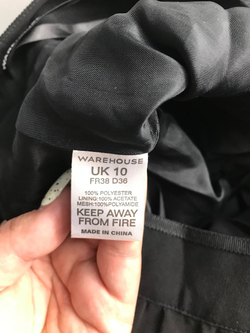 WAREHOUSE
UK 10
FR38 D36
100% POLYESTER
LINING:100% ACETATE
MESH:100%POLYAMIDE
KEEP AWAY
FROM FIRE
MADE IN CHINA